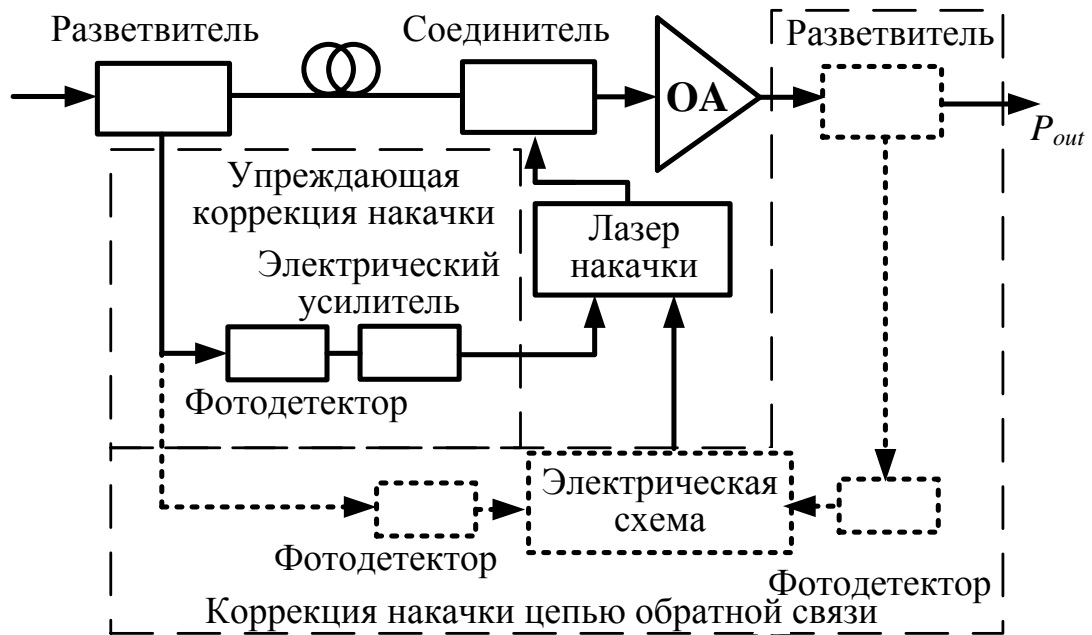 Разветвитель
Соединитель
Разветвитель
ОА
P_out
Упреждающая
коррекция накачки
Лазер
накачки
Электрический
усилитель
Фотодетектор
Электрическая
схема
Фотодетектор
Фотодетектор
Коррекция накачки цепью обратной связи